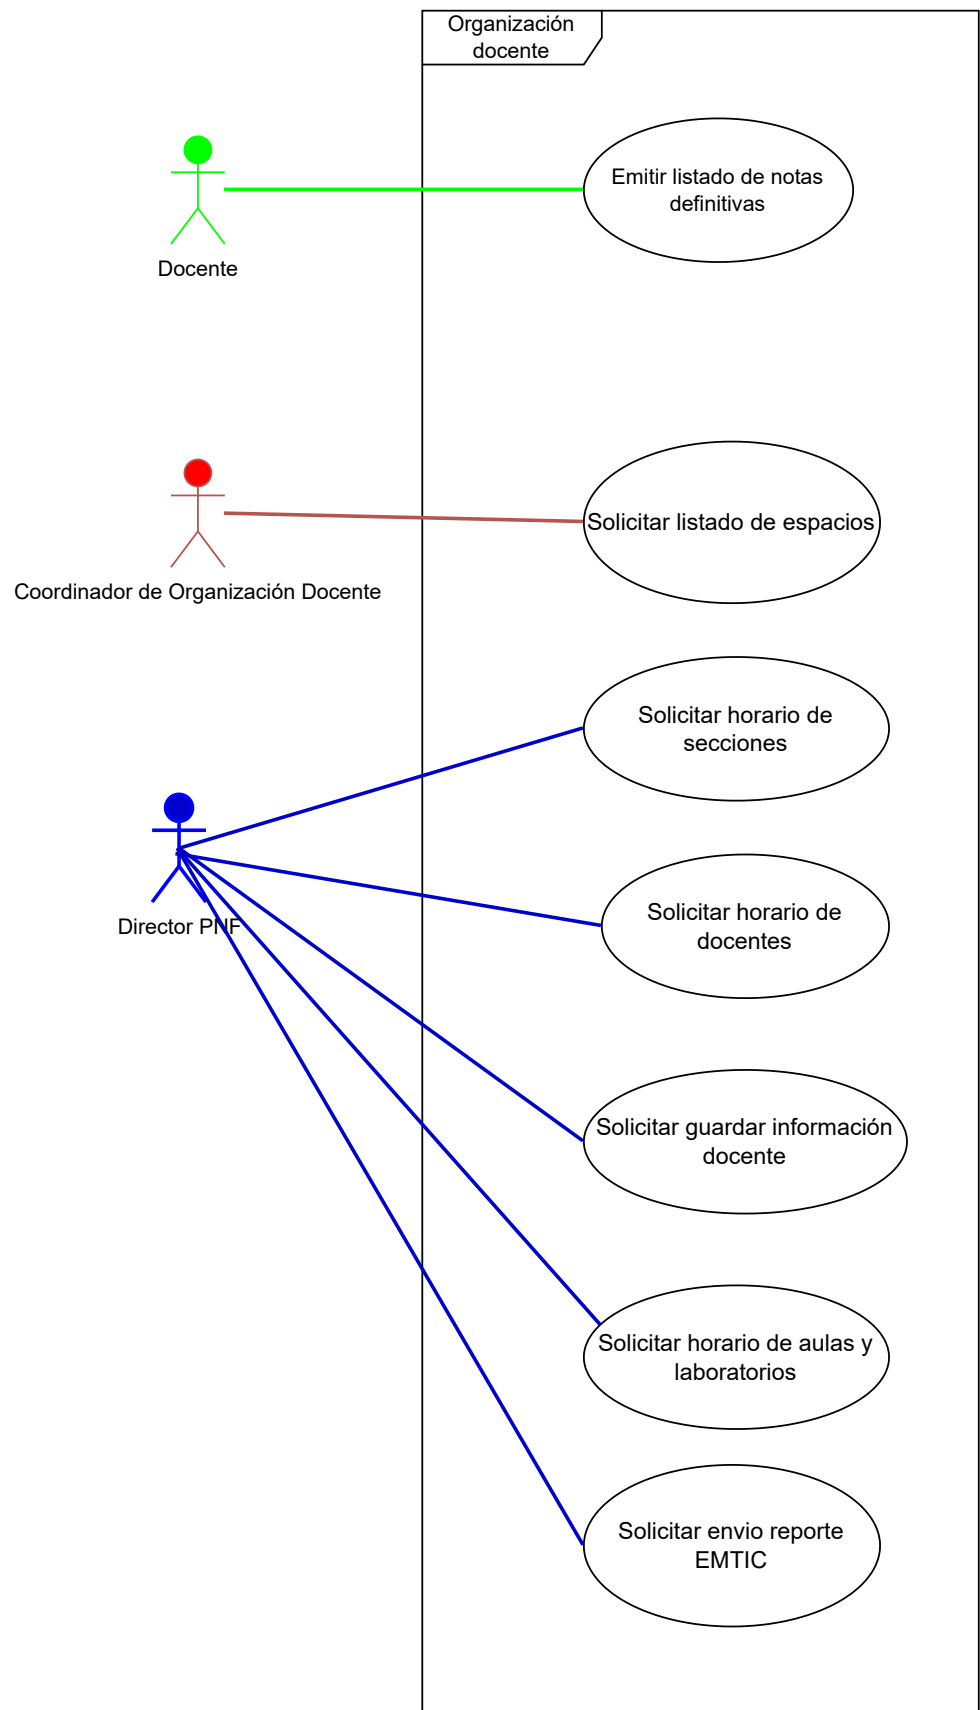 Organización
docente
Emitir listado de notas
definitivas
Docente
Solicitar listado de espacios
Coordinador de Organización Docente
Solicitar horario de
secciones
Director PNF
Solicitar horario de
docentes
Solicitar guardar información
docente
Solicitar horario de aulas y
laboratorios
Solicitar envio reporte
EMTIC